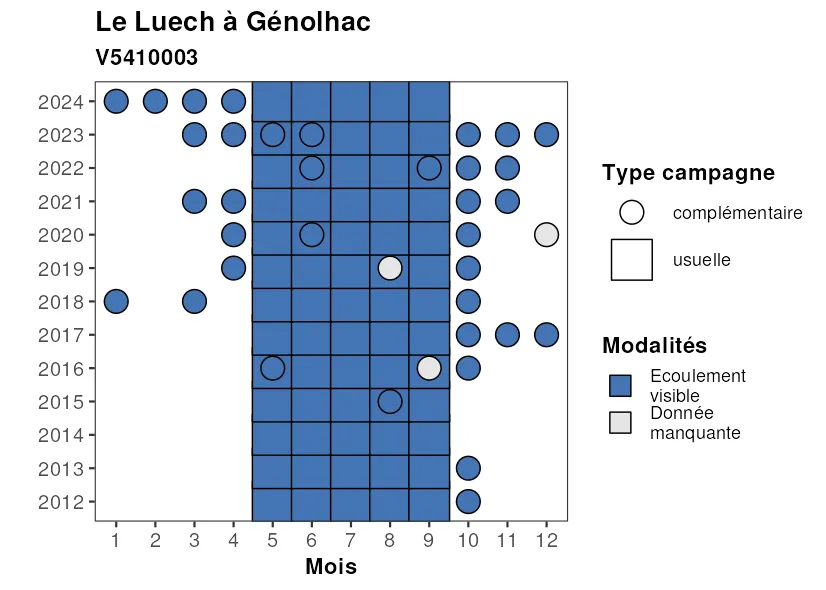 Le Luech à Génolhac
V5410003
2024
2023
2022
2021
2020
2019
2018
2017
2016
2015
2014
2013
2012
1 2 3 4 5 6 7 8 9 10 11 12
Mois
Type campagne
complémentaire
usuelle
Modalités
Ecoulement
visible
Donnée
manquante